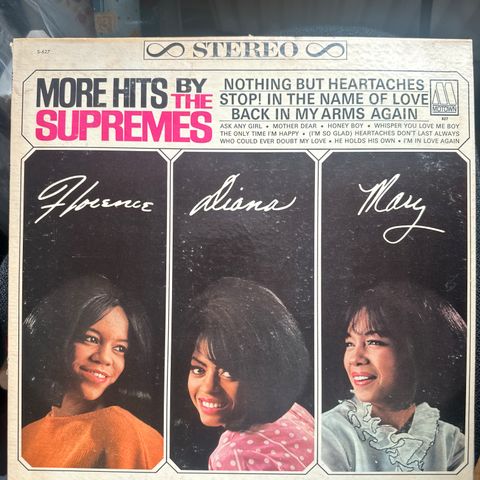 S-627
STEREO
MORE HITS BY THE
SUPREMES
NOTHING BUT HEARTACHES
STOP! IN THE NAME OF LOVE
BACK IN MY ARMS AGAIN
ASK ANY GIRL • MOTHER DEAR • HONEY BOY • WHISPER YOU LOVE ME BOY
THE ONLY TIME I'M HAPPY • (I'M SO GLAD) HEARTACHES DON'T LAST ALWAYS
WHO COULD EVER DOUBT MY LOVE • HE HOLDS HIS OWN • I'M IN LOVE AGAIN
M
MOTOWN
627
Florence
Diana
Mary